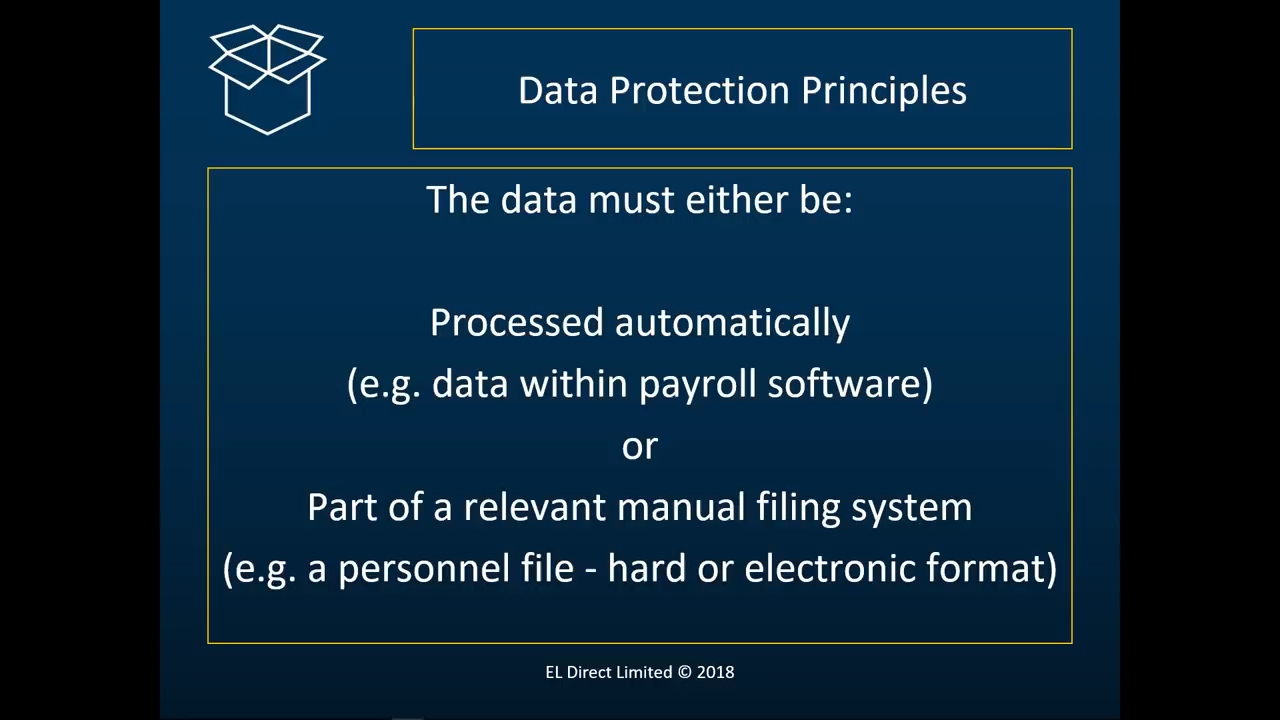 Data Protection Principles
The data must either be:
Processed automatically
(e.g. data within payroll software)
or
Part of a relevant manual filing system
(e.g. a personnel file - hard or electronic format)
EL Direct Limited © 2018